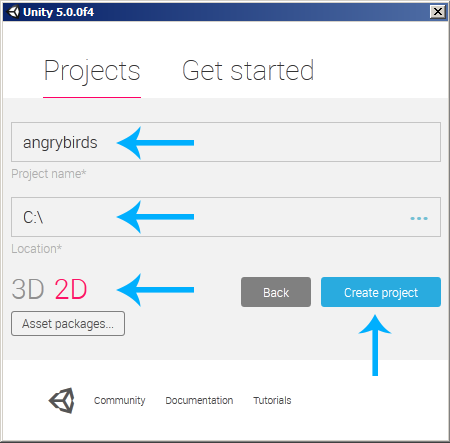 Unity 5.0.0f4
Projects Get started
angrybirds
Project name*
C:\
Location*
3D 2D Back Create project
Asset packages...
Community Documentation Tutorials